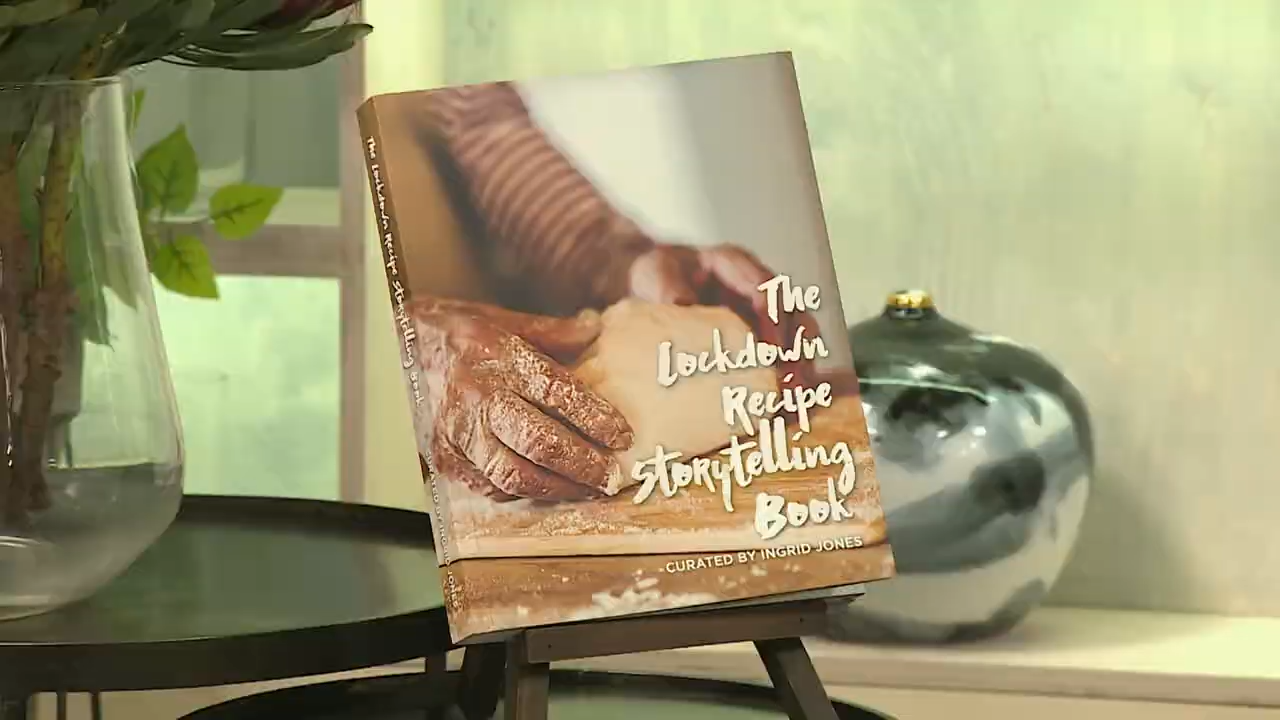 The
Lockdown
Recipe
Storytelling
Book
CURATED BY INGRID JONES
The Lockdown Recipe Storytelling Book